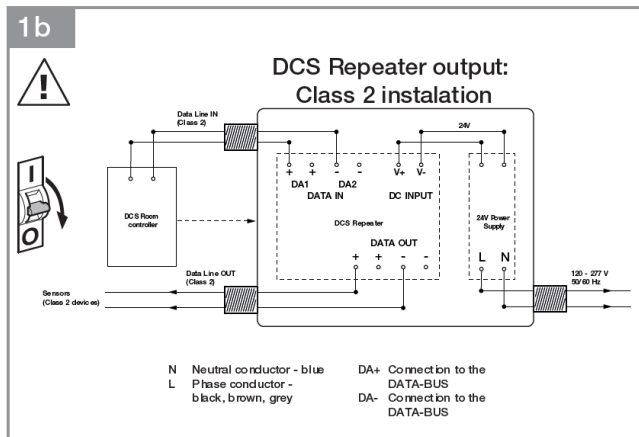 1b
DCS Repeater output:
Class 2 instalation
Data Line IN
(Class 2)
24V
+ + - -
V+ V-
DA1 DA2
DATA IN
DC INPUT
DCS Room
controller
DCS Repeater
24V Power
Supply
DATA OUT
+ + - -
L N
I
O
Data Line OUT
(Class 2)
Sensors
(Class 2 devices)
120 - 277 V
50/60 Hz
N Neutral conductor - blue
L Phase conductor -
black, brown, grey
DA+ Connection to the
DATA-BUS
DA- Connection to the
DATA-BUS